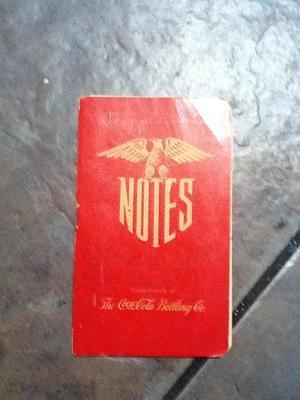 NOTES
Compliments of
The Coca-Cola Bottling Co.